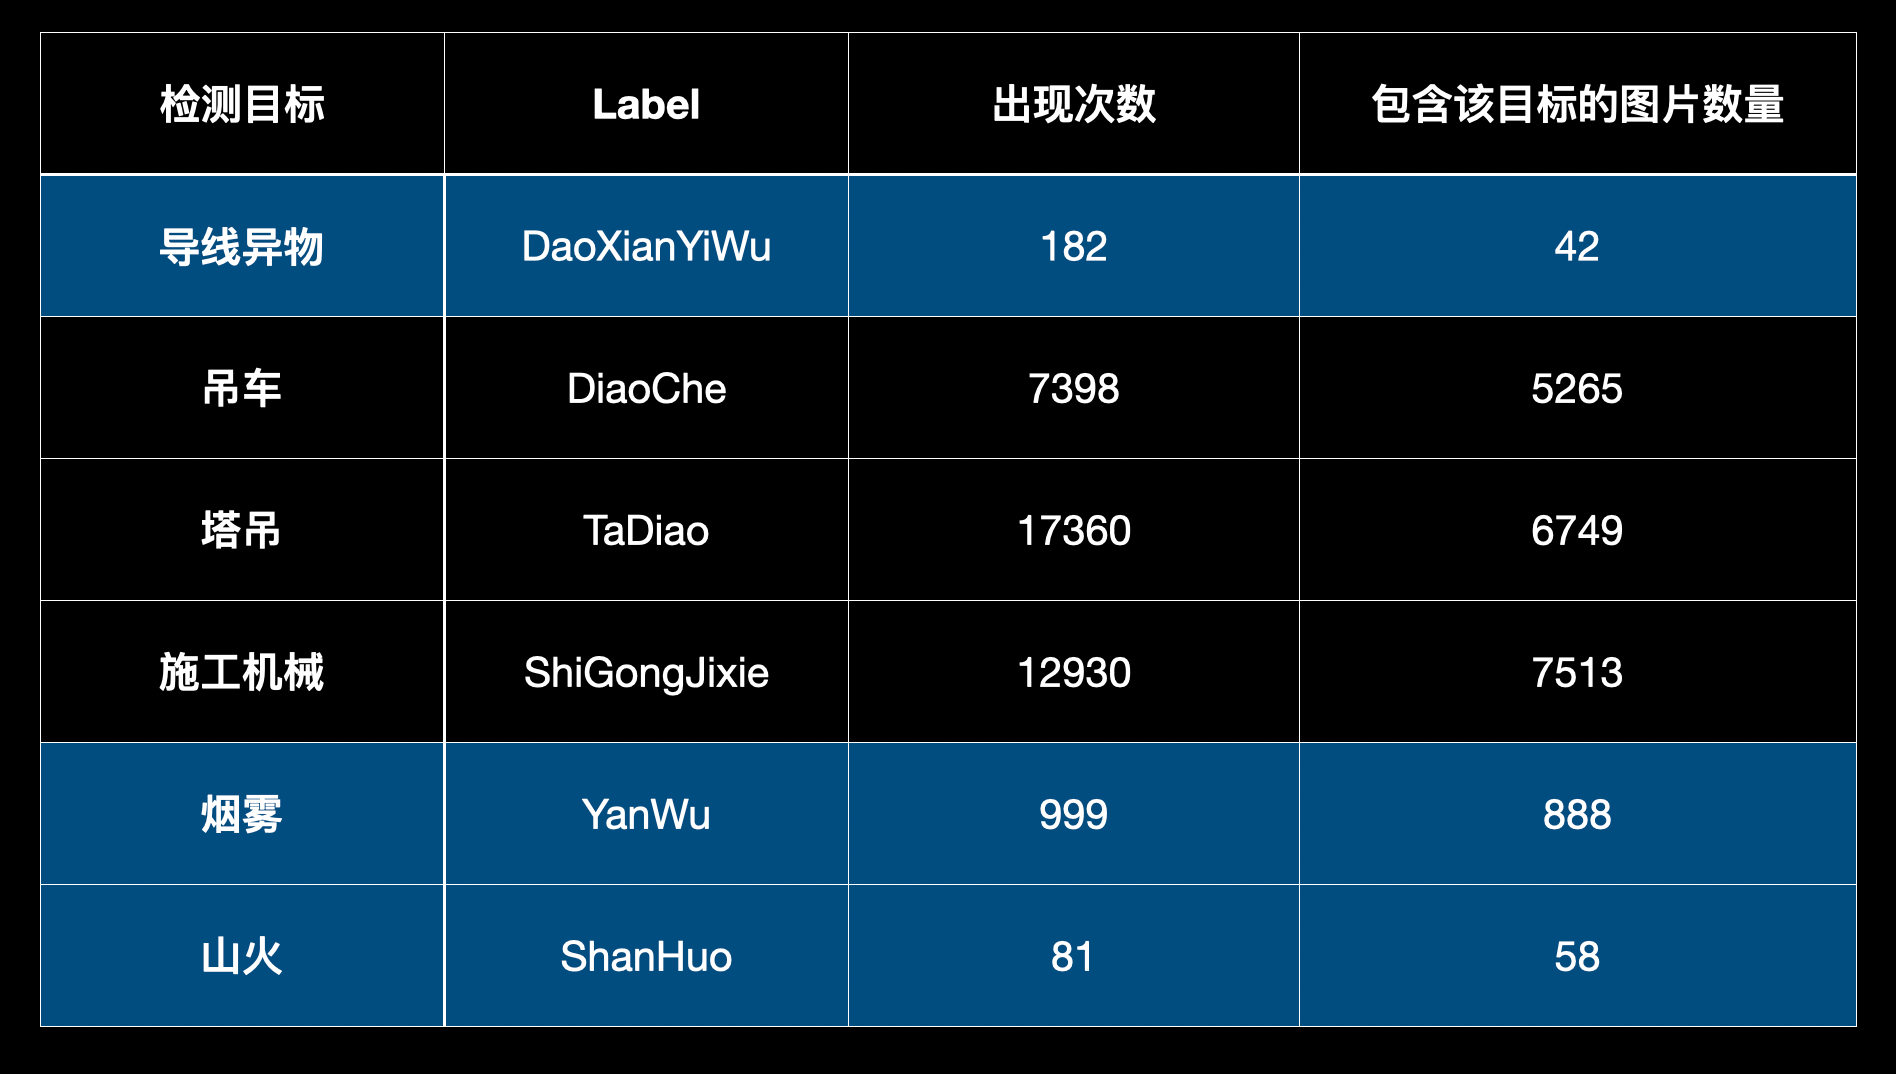 检测目标 Label 出现次数 包含该目标的图片数量
导线异物 DaoXianYiWu 182 42
吊车 DiaoChe 7398 5265
塔吊 TaDiao 17360 6749
施工机械 ShiGongJixie 12930 7513
烟雾 YanWu 999 888
山火 ShanHuo 81 58